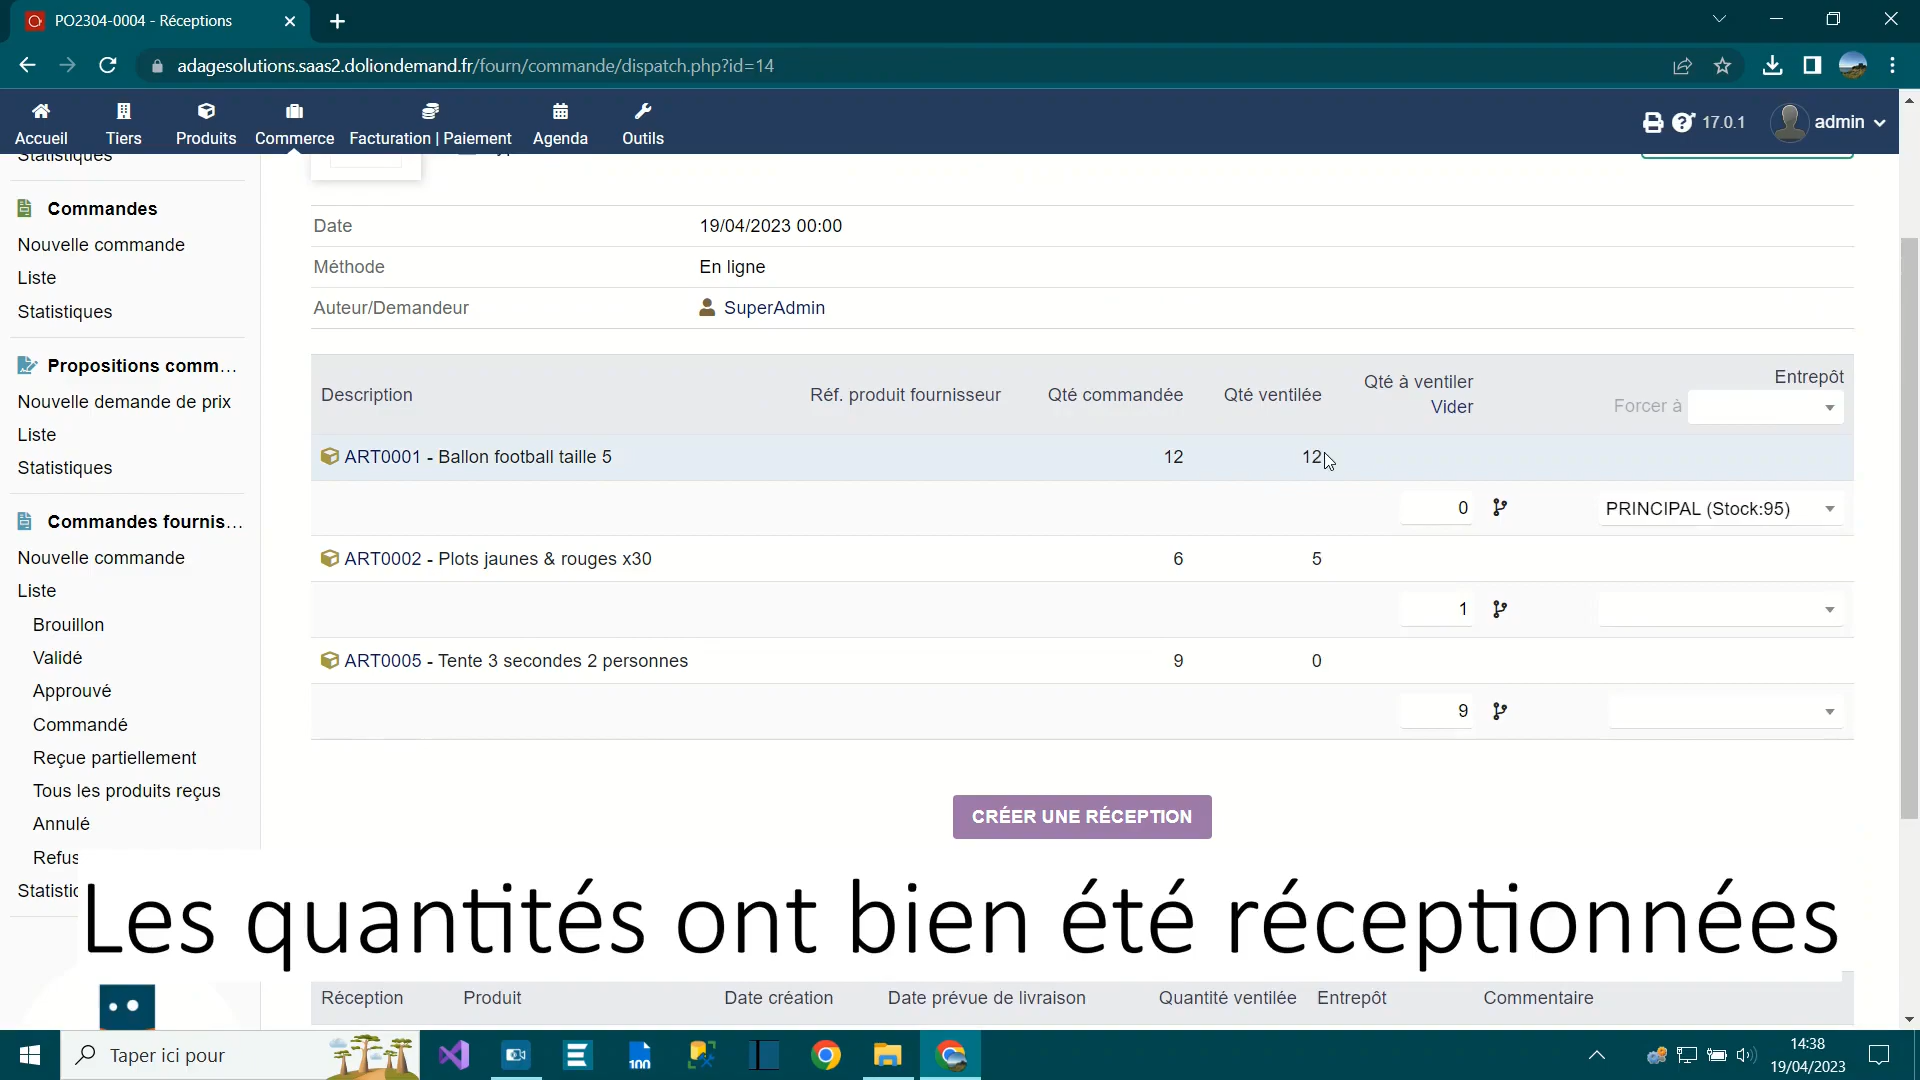 PO2304-0004 - Réceptions
adagesolutions.saas2.doliondemand.fr/fourn/commande/dispatch.php?id=14
Accueil
Tiers
Produits
Commerce
Facturation | Paiement
Agenda
Outils
17.0.1
admin
Statistiques
Commandes
Nouvelle commande
Liste
Statistiques
Propositions comm...
Nouvelle demande de prix
Liste
Statistiques
Commandes fournis...
Nouvelle commande
Liste
Brouillon
Validé
Approuvé
Commandé
Reçue partiellement
Tous les produits reçus
Annulé
Refus
Statistic
Date 19/04/2023 00:00
Méthode En ligne
Auteur/Demandeur SuperAdmin
Description Réf. produit fournisseur Qté commandée Qté ventilée Qté à ventiler Entrepôt
Vider Forcer à
ART0001 - Ballon football taille 5 12 12
0 PRINCIPAL (Stock:95)
ART0002 - Plots jaunes & rouges x30 6 5
1
ART0005 - Tente 3 secondes 2 personnes 9 0
9
CRÉER UNE RÉCEPTION
Les quantités ont bien été réceptionnées
Réception Produit Date création Date prévue de livraison Quantité ventilée Entrepôt Commentaire
Taper ici pour
100
14:38
19/04/2023